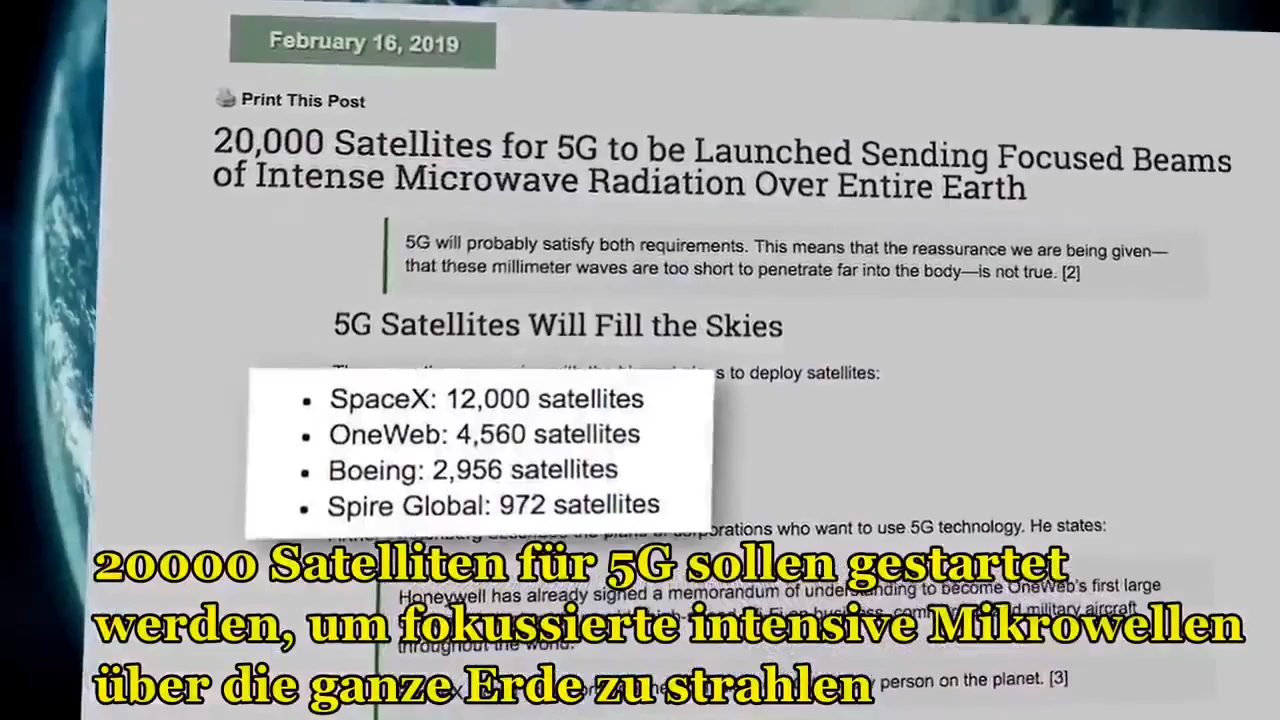 February 16, 2019
Print This Post
20,000 Satellites for 5G to be Launched Sending Focused Beams
of Intense Microwave Radiation Over Entire Earth
5G will probably satisfy both requirements. This means that the reassurance we are being given—
that these millimeter waves are too short to penetrate far into the body—is not true. [2]
5G Satellites Will Fill the Skies
s to deploy satellites:
• SpaceX: 12,000 satellites
• OneWeb: 4,560 satellites
• Boeing: 2,956 satellites
• Spire Global: 972 satellites
orations who want to use 5G technology. He states:
20000 Satelliten für 5G sollen gestartet
Honeywell has already signed a memorandum of understanding to become OneWeb's first large
werden, um fokussierte intensive Mikrowellen
military aircraft
throughout the world.
über die ganze Erde zu strahlen
person on the planet. [3]